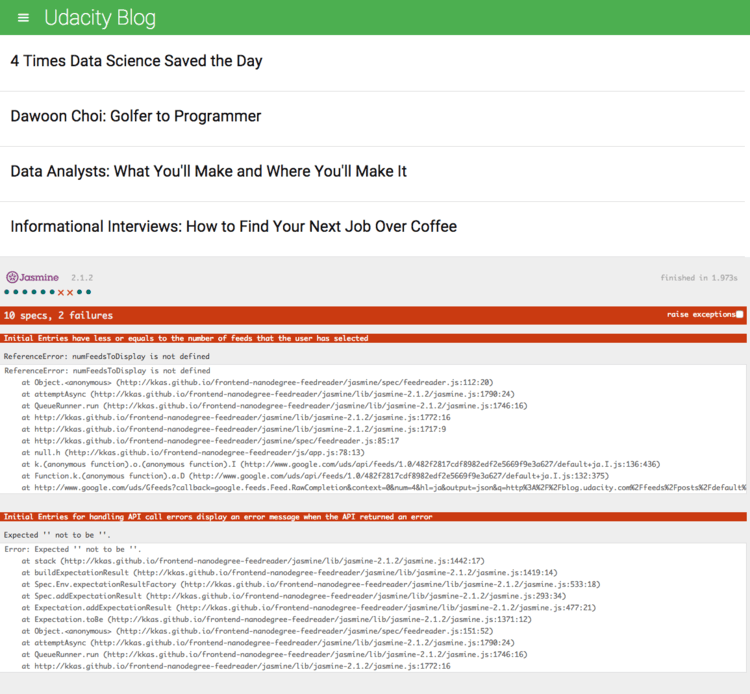 Udacity Blog
4 Times Data Science Saved the Day
Dawoon Choi: Golfer to Programmer
Data Analysts: What You'll Make and Where You'll Make It
Informational Interviews: How to Find Your Next Job Over Coffee
Jasmine 2.1.2 finished in 1.973s
10 specs, 2 failures raise exceptions
Initial Entries have less or equals to the number of feeds that the user has selected
ReferenceError: numFeedsToDisplay is not defined
ReferenceError: numFeedsToDisplay is not defined
at Object.<anonymous> (http://kkas.github.io/frontend-nanodegree-feedreader/jasmine/spec/feedreader.js:112:20)
at attemptAsync (http://kkas.github.io/frontend-nanodegree-feedreader/jasmine/lib/jasmine-2.1.2/jasmine.js:1790:24)
at QueueRunner.run (http://kkas.github.io/frontend-nanodegree-feedreader/jasmine/lib/jasmine-2.1.2/jasmine.js:1746:16)
at http://kkas.github.io/frontend-nanodegree-feedreader/jasmine/lib/jasmine-2.1.2/jasmine.js:1772:16
at http://kkas.github.io/frontend-nanodegree-feedreader/jasmine/lib/jasmine-2.1.2/jasmine.js:1717:9
at http://kkas.github.io/frontend-nanodegree-feedreader/jasmine/spec/feedreader.js:85:17
at null.h (http://kkas.github.io/frontend-nanodegree-feedreader/js/app.js:78:13)
at k.(anonymous function).o.(anonymous function).I (http://www.google.com/uds/api/feeds/1.0/482f2817cdf8982edf2e5669f9e3a627/default+ja.I.js:136:436)
at Function.k.(anonymous function).a.D (http://www.google.com/uds/api/feeds/1.0/482f2817cdf8982edf2e5669f9e3a627/default+ja.I.js:132:375)
at http://www.google.com/uds/Gfeeds?callback=google.feeds.Feed.RawCompletion&context=0&num=4&hl=ja&output=json&q=http%3A%2F%2Fblog.udacity.com%2Ffeeds%2Fposts%2Fdefault%
Initial Entries for handling API call errors display an error message when the API returned an error
Expected '' not to be ''.
Error: Expected '' not to be ''.
at stack (http://kkas.github.io/frontend-nanodegree-feedreader/jasmine/lib/jasmine-2.1.2/jasmine.js:1442:17)
at buildExpectationResult (http://kkas.github.io/frontend-nanodegree-feedreader/jasmine/lib/jasmine-2.1.2/jasmine.js:1419:14)
at Spec.Env.expectationResultFactory (http://kkas.github.io/frontend-nanodegree-feedreader/jasmine/lib/jasmine-2.1.2/jasmine.js:533:18)
at Spec.addExpectationResult (http://kkas.github.io/frontend-nanodegree-feedreader/jasmine/lib/jasmine-2.1.2/jasmine.js:293:34)
at Expectation.addExpectationResult (http://kkas.github.io/frontend-nanodegree-feedreader/jasmine/lib/jasmine-2.1.2/jasmine.js:477:21)
at Expectation.toBe (http://kkas.github.io/frontend-nanodegree-feedreader/jasmine/lib/jasmine-2.1.2/jasmine.js:1371:12)
at Object.<anonymous> (http://kkas.github.io/frontend-nanodegree-feedreader/jasmine/spec/feedreader.js:151:52)
at attemptAsync (http://kkas.github.io/frontend-nanodegree-feedreader/jasmine/lib/jasmine-2.1.2/jasmine.js:1790:24)
at QueueRunner.run (http://kkas.github.io/frontend-nanodegree-feedreader/jasmine/lib/jasmine-2.1.2/jasmine.js:1746:16)
at http://kkas.github.io/frontend-nanodegree-feedreader/jasmine/lib/jasmine-2.1.2/jasmine.js:1772:16